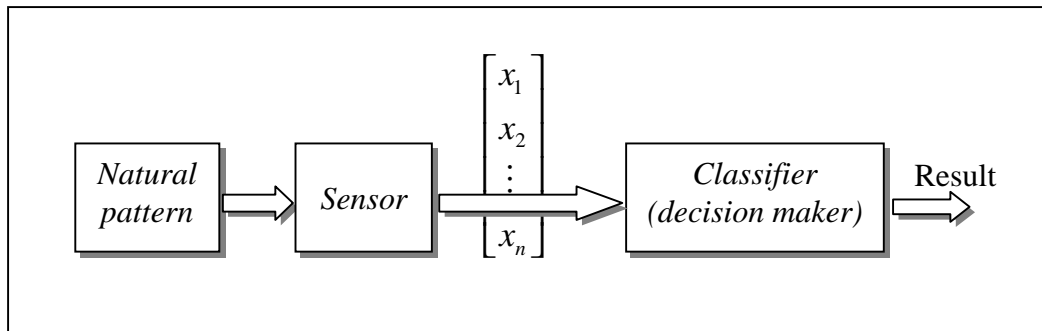 Natural
pattern
Sensor
x1
x2
⋮
xn
Classifier
(decision maker)
Result